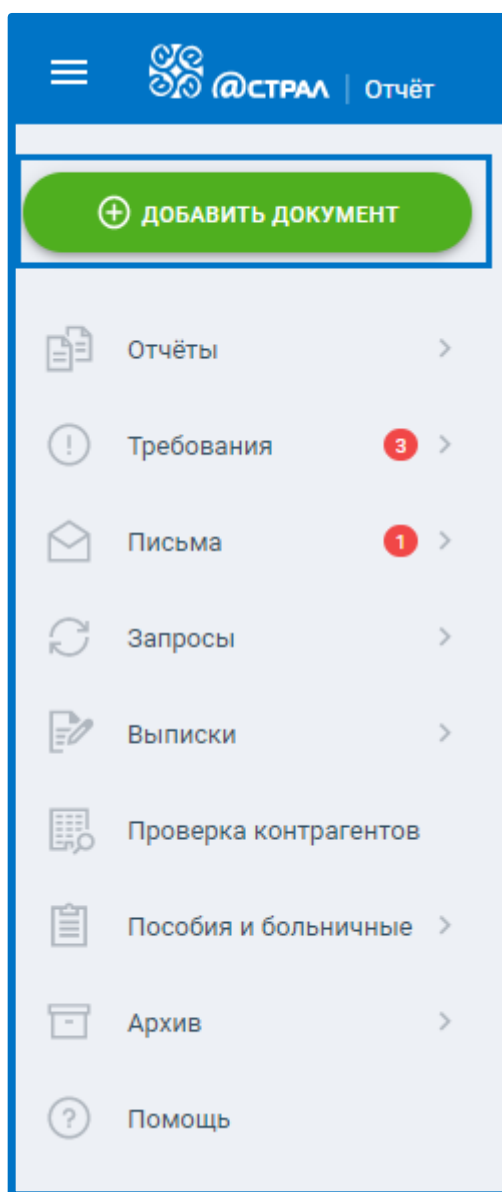 @СТРАЛ | Отчёт
ДОБАВИТЬ ДОКУМЕНТ
Отчёты
Требования 3
Письма 1
Запросы
Выписки
Проверка контрагентов
Пособия и больничные
Архив
Помощь